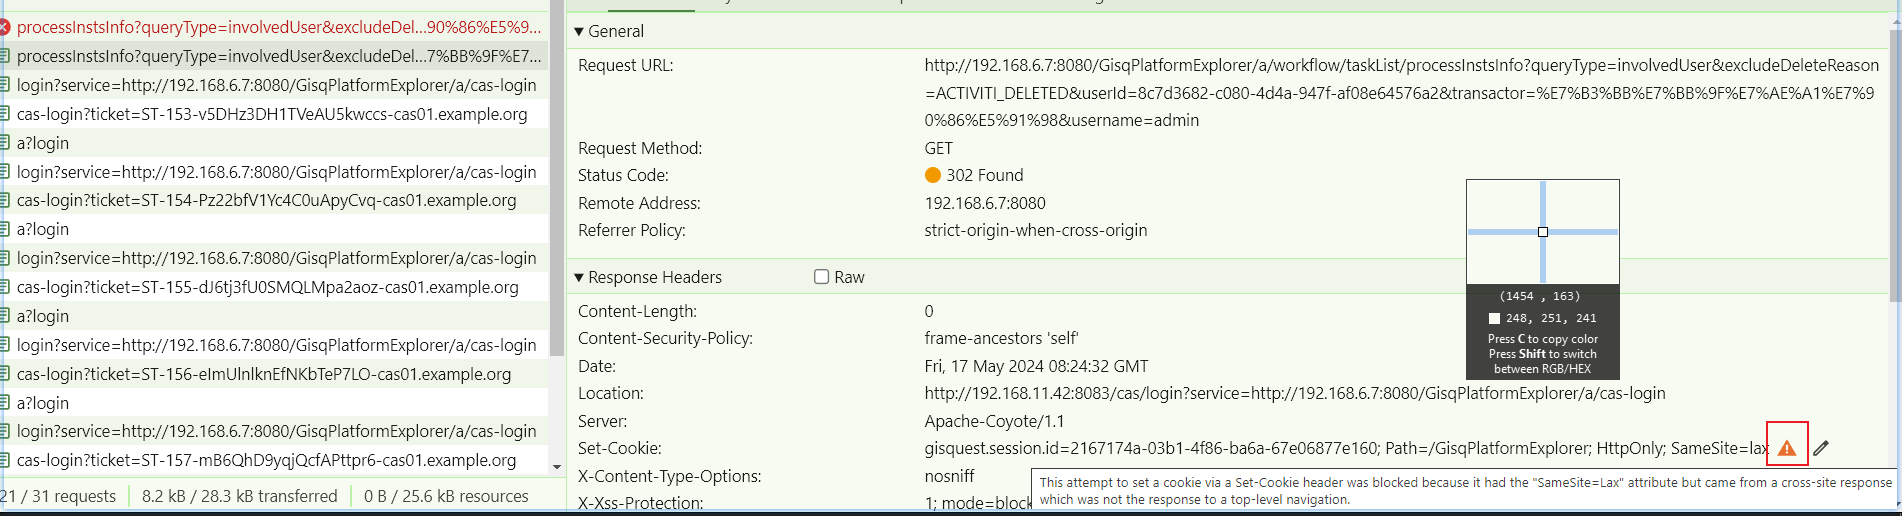 processInstsInfo?queryType=involvedUser&excludeDel...90%86%E5%9...
processInstsInfo?queryType=involvedUser&excludeDel...7%BB%9F%E7...
login?service=http://192.168.6.7:8080/GisqPlatformExplorer/a/cas-login
cas-login?ticket=ST-153-v5DHz3DH1TVeAU5kwccs-cas01.example.org
a?login
login?service=http://192.168.6.7:8080/GisqPlatformExplorer/a/cas-login
cas-login?ticket=ST-154-Pz22bfV1Yc4C0uApyCvq-cas01.example.org
a?login
login?service=http://192.168.6.7:8080/GisqPlatformExplorer/a/cas-login
cas-login?ticket=ST-155-dJ6tj3fU0SMQLMpa2aoz-cas01.example.org
a?login
login?service=http://192.168.6.7:8080/GisqPlatformExplorer/a/cas-login
cas-login?ticket=ST-156-eImUlnlknEfNKbTeP7LO-cas01.example.org
a?login
login?service=http://192.168.6.7:8080/GisqPlatformExplorer/a/cas-login
cas-login?ticket=ST-157-mB6QhD9yqjQcfAPttpr6-cas01.example.org
21 / 31 requests 8.2 kB / 28.3 kB transferred 0 B / 25.6 kB resources
General
Request URL: http://192.168.6.7:8080/GisqPlatformExplorer/a/workflow/taskList/processInstsInfo?queryType=involvedUser&excludeDeleteReason
=ACTIVITI_DELETED&userId=8c7d3682-c080-4d4a-947f-af08e64576a2&transactor=%E7%B3%BB%E7%BB%9F%E7%AE%A1%E7%9
0%86%E5%91%98&username=admin
Request Method: GET
Status Code: 302 Found
Remote Address: 192.168.6.7:8080
Referrer Policy: strict-origin-when-cross-origin
Response Headers Raw
Content-Length: 0
Content-Security-Policy: frame-ancestors 'self'
Date: Fri, 17 May 2024 08:24:32 GMT
Location: http://192.168.11.42:8083/cas/login?service=http://192.168.6.7:8080/GisqPlatformExplorer/a/cas-login
Server: Apache-Coyote/1.1
Set-Cookie: gisquest.session.id=2167174a-03b1-4f86-ba6a-67e06877e160; Path=/GisqPlatformExplorer; HttpOnly; SameSite=lax
X-Content-Type-Options: nosniff
X-Xss-Protection: 1; mode=block
This attempt to set a cookie via a Set-Cookie header was blocked because it had the "SameSite=Lax" attribute but came from a cross-site response
which was not the response to a top-level navigation.
(1454 , 163)
248, 251, 241
Press C to copy color
Press Shift to switch
between RGB/HEX